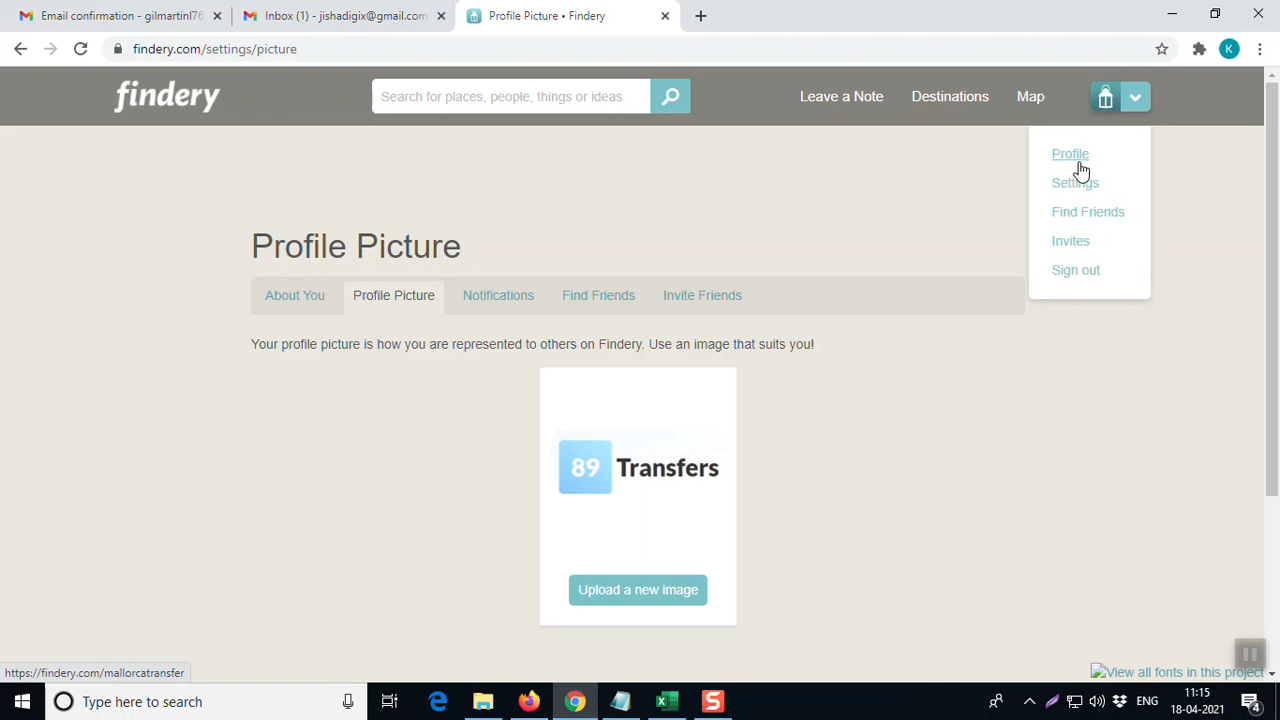 Email confirmation - gilmartinl76
Inbox (1) - jishadigix@gmail.com
Profile Picture • Findery
findery.com/settings/picture
K
findery
Search for places, people, things or ideas
Leave a Note
Destinations
Map
Profile
Settings
Find Friends
Invites
Sign out
Profile Picture
About You
Profile Picture
Notifications
Find Friends
Invite Friends
Your profile picture is how you are represented to others on Findery. Use an image that suits you!
89 Transfers
Upload a new image
https://findery.com/mallorcatransfer
View all fonts in this project
Type here to search
ENG
11:15
18-04-2021
4